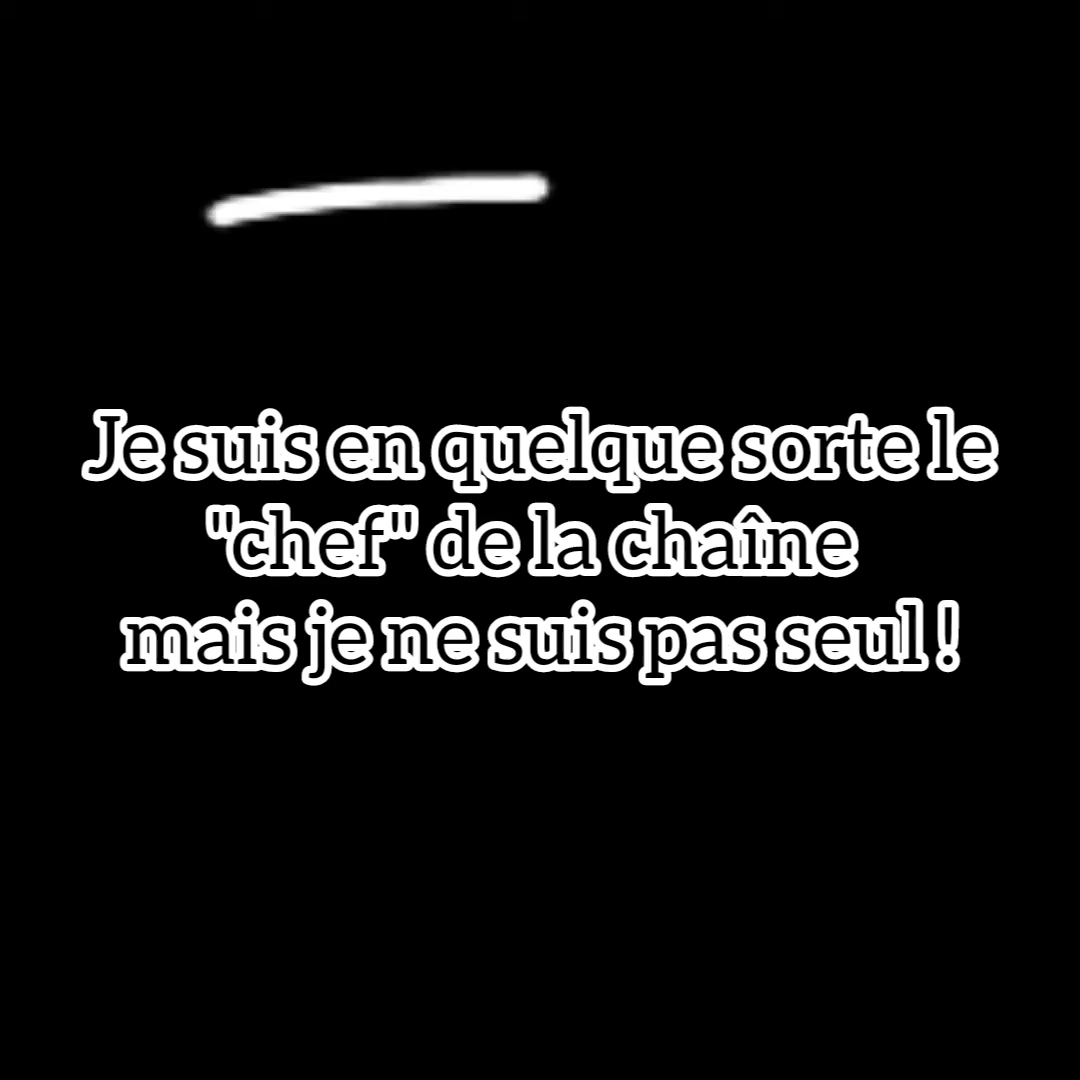 Je suis en quelque sorte le
"chef" de la chaîne
mais je ne suis pas seul !